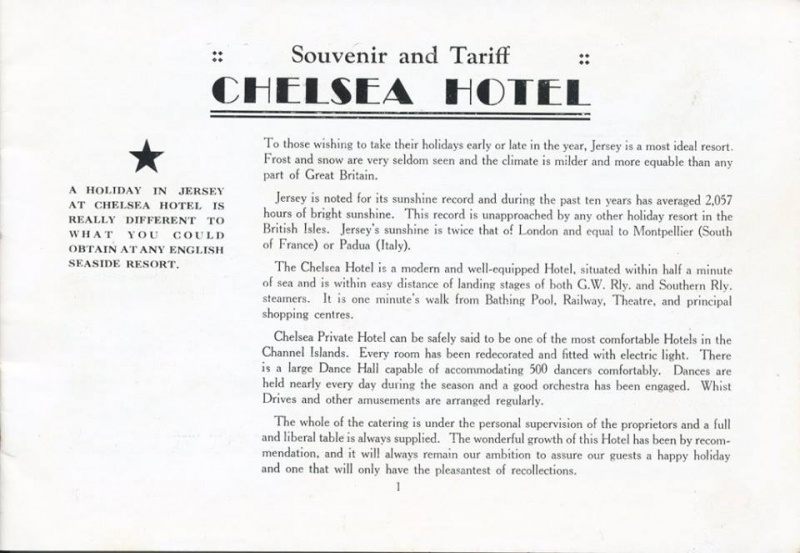 :: Souvenir and Tariff ::
CHELSEA HOTEL
★
A HOLIDAY IN JERSEY
AT CHELSEA HOTEL IS
REALLY DIFFERENT TO
WHAT YOU COULD
OBTAIN AT ANY ENGLISH
SEASIDE RESORT.
To those wishing to take their holidays early or late in the year, Jersey is a most ideal resort.
Frost and snow are very seldom seen and the climate is milder and more equable than any
part of Great Britain.
Jersey is noted for its sunshine record and during the past ten years has averaged 2,057
hours of bright sunshine. This record is unapproached by any other holiday resort in the
British Isles. Jersey's sunshine is twice that of London and equal to Montpellier (South
of France) or Padua (Italy).
The Chelsea Hotel is a modern and well-equipped Hotel, situated within half a minute
of sea and is within easy distance of landing stages of both G.W. Rly. and Southern Rly.
steamers. It is one minute's walk from Bathing Pool, Railway, Theatre, and principal
shopping centres.
Chelsea Private Hotel can be safely said to be one of the most comfortable Hotels in the
Channel Islands. Every room has been redecorated and fitted with electric light. There
is a large Dance Hall capable of accommodating 500 dancers comfortably. Dances are
held nearly every day during the season and a good orchestra has been engaged. Whist
Drives and other amusements are arranged regularly.
The whole of the catering is under the personal supervision of the proprietors and a full
and liberal table is always supplied. The wonderful growth of this Hotel has been by recom-
mendation, and it will always remain our ambition to assure our guests a happy holiday
and one that will only have the pleasantest of recollections.
1